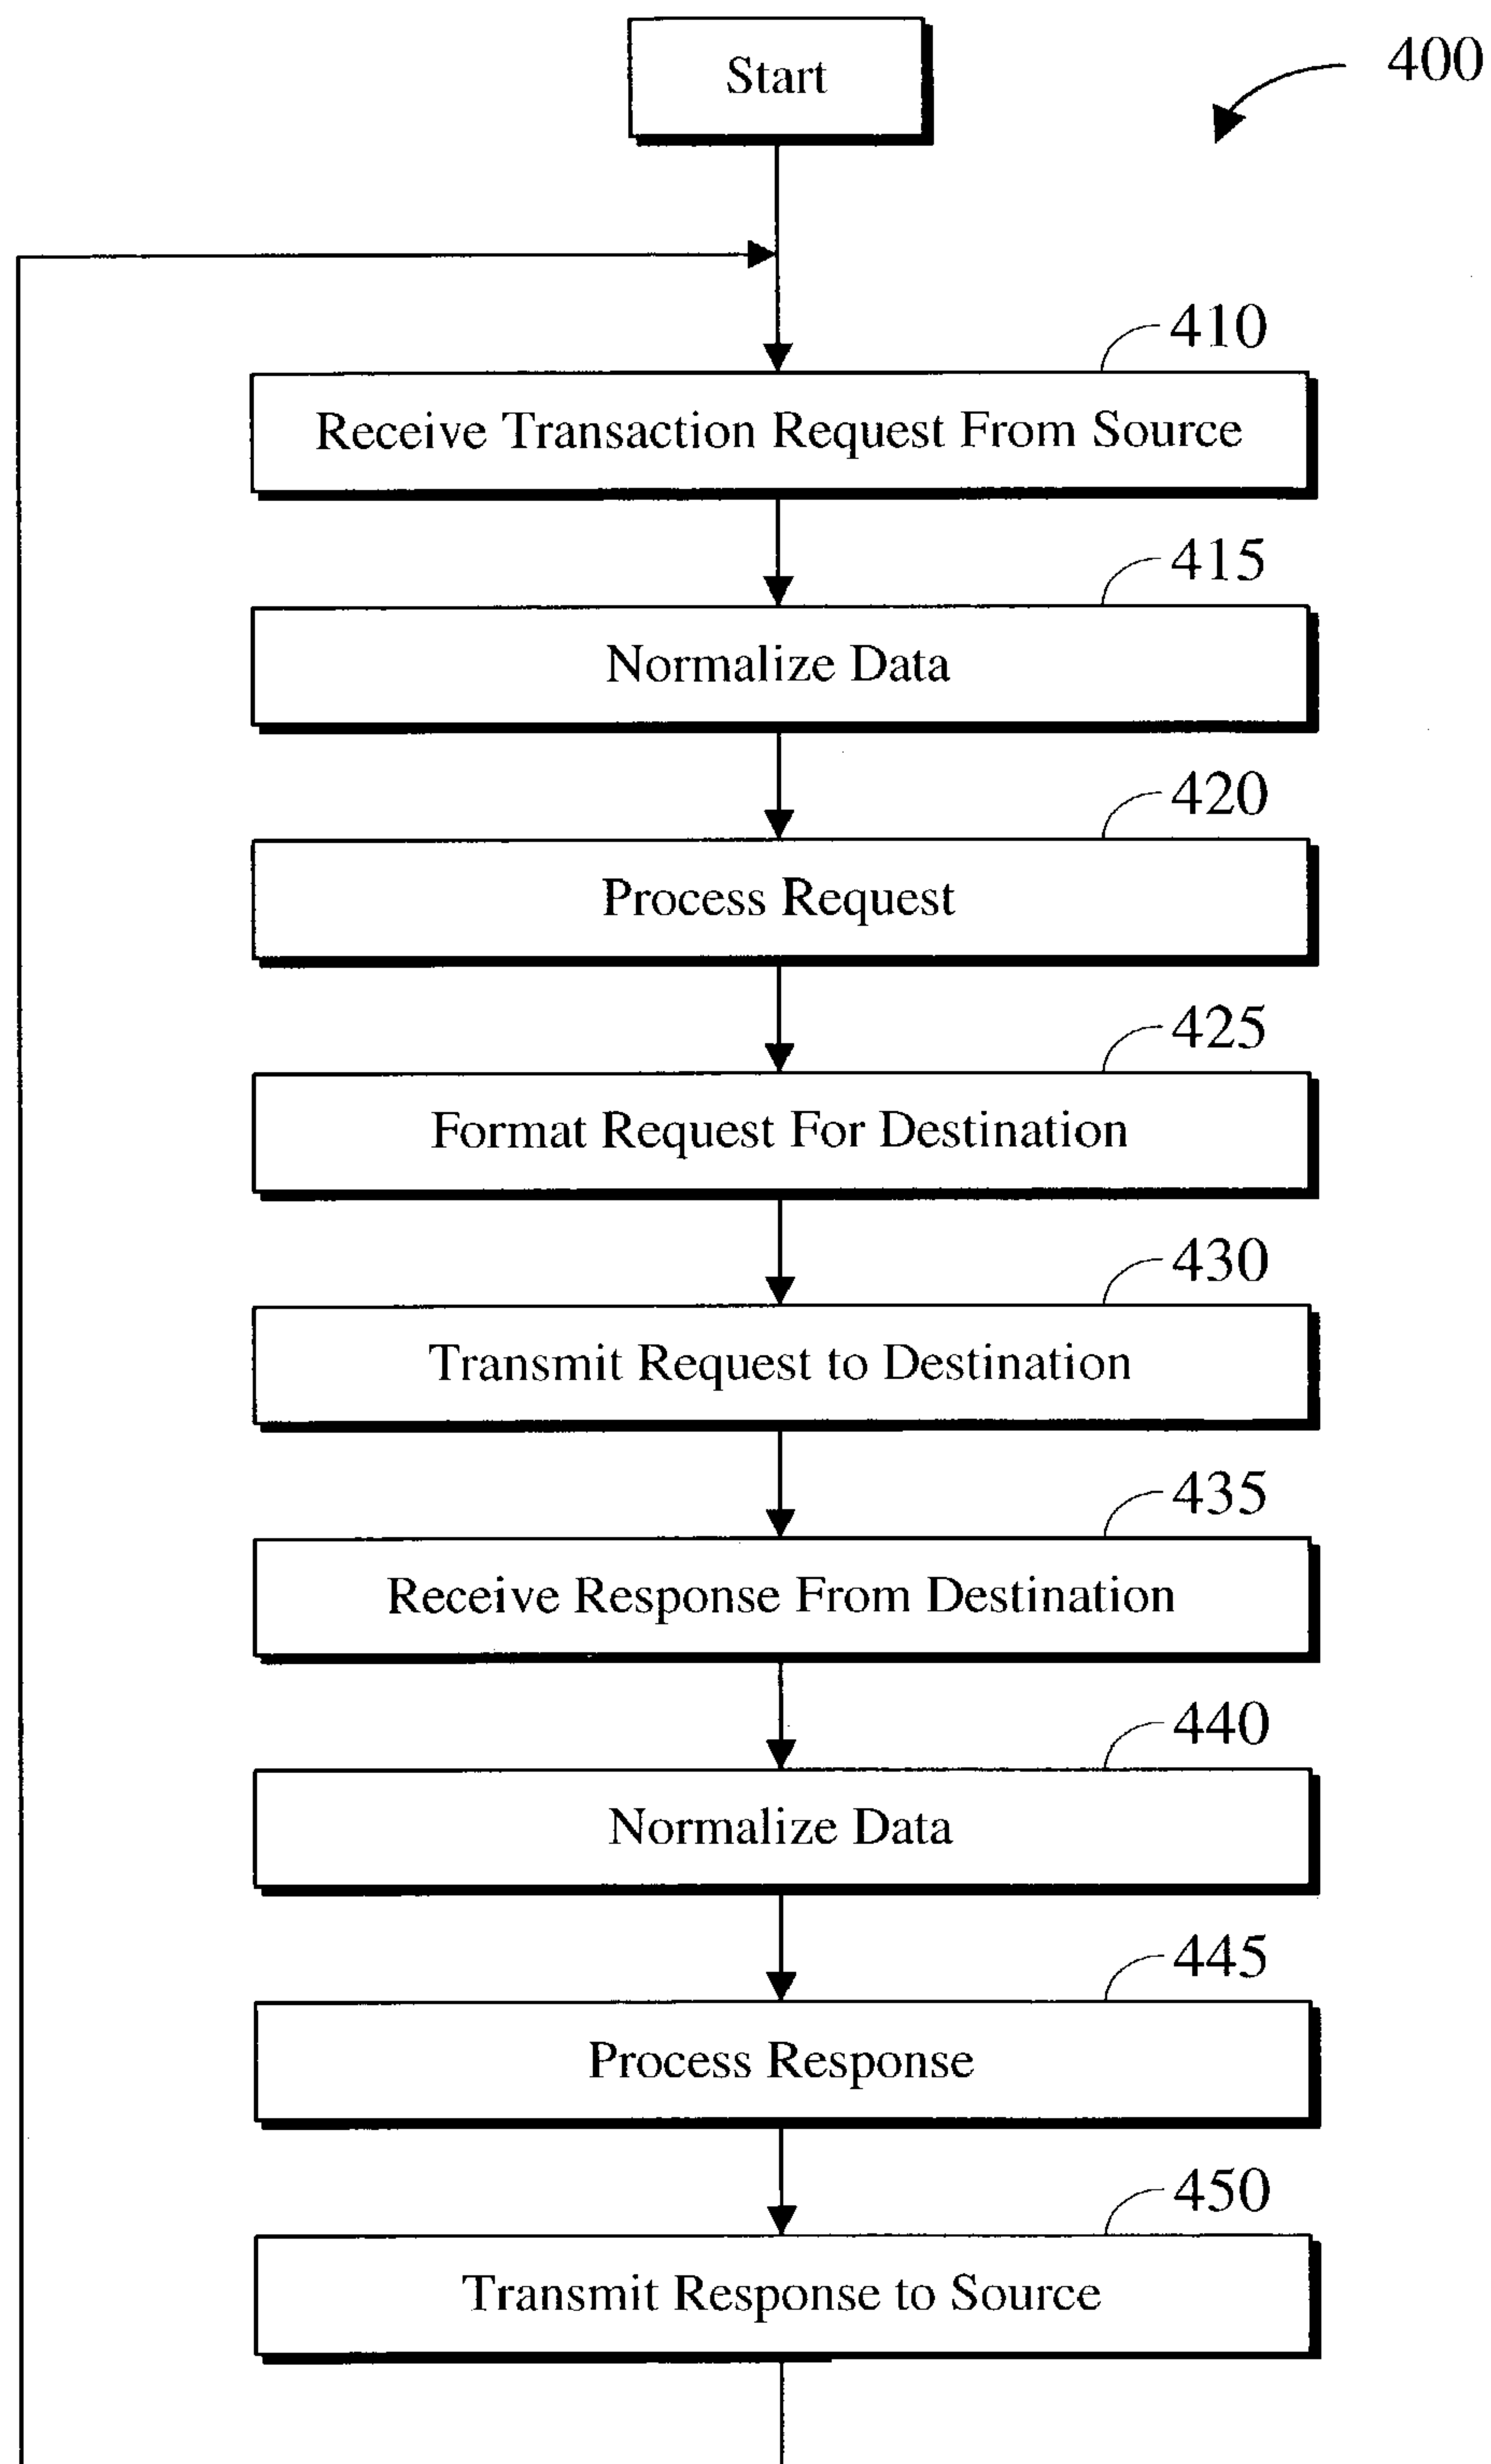 Start
400
410
Receive Transaction Request From Source
415
Normalize Data
420
Process Request
425
Format Request For Destination
430
Transmit Request to Destination
435
Receive Response From Destination
440
Normalize Data
445
Process Response
450
Transmit Response to Source